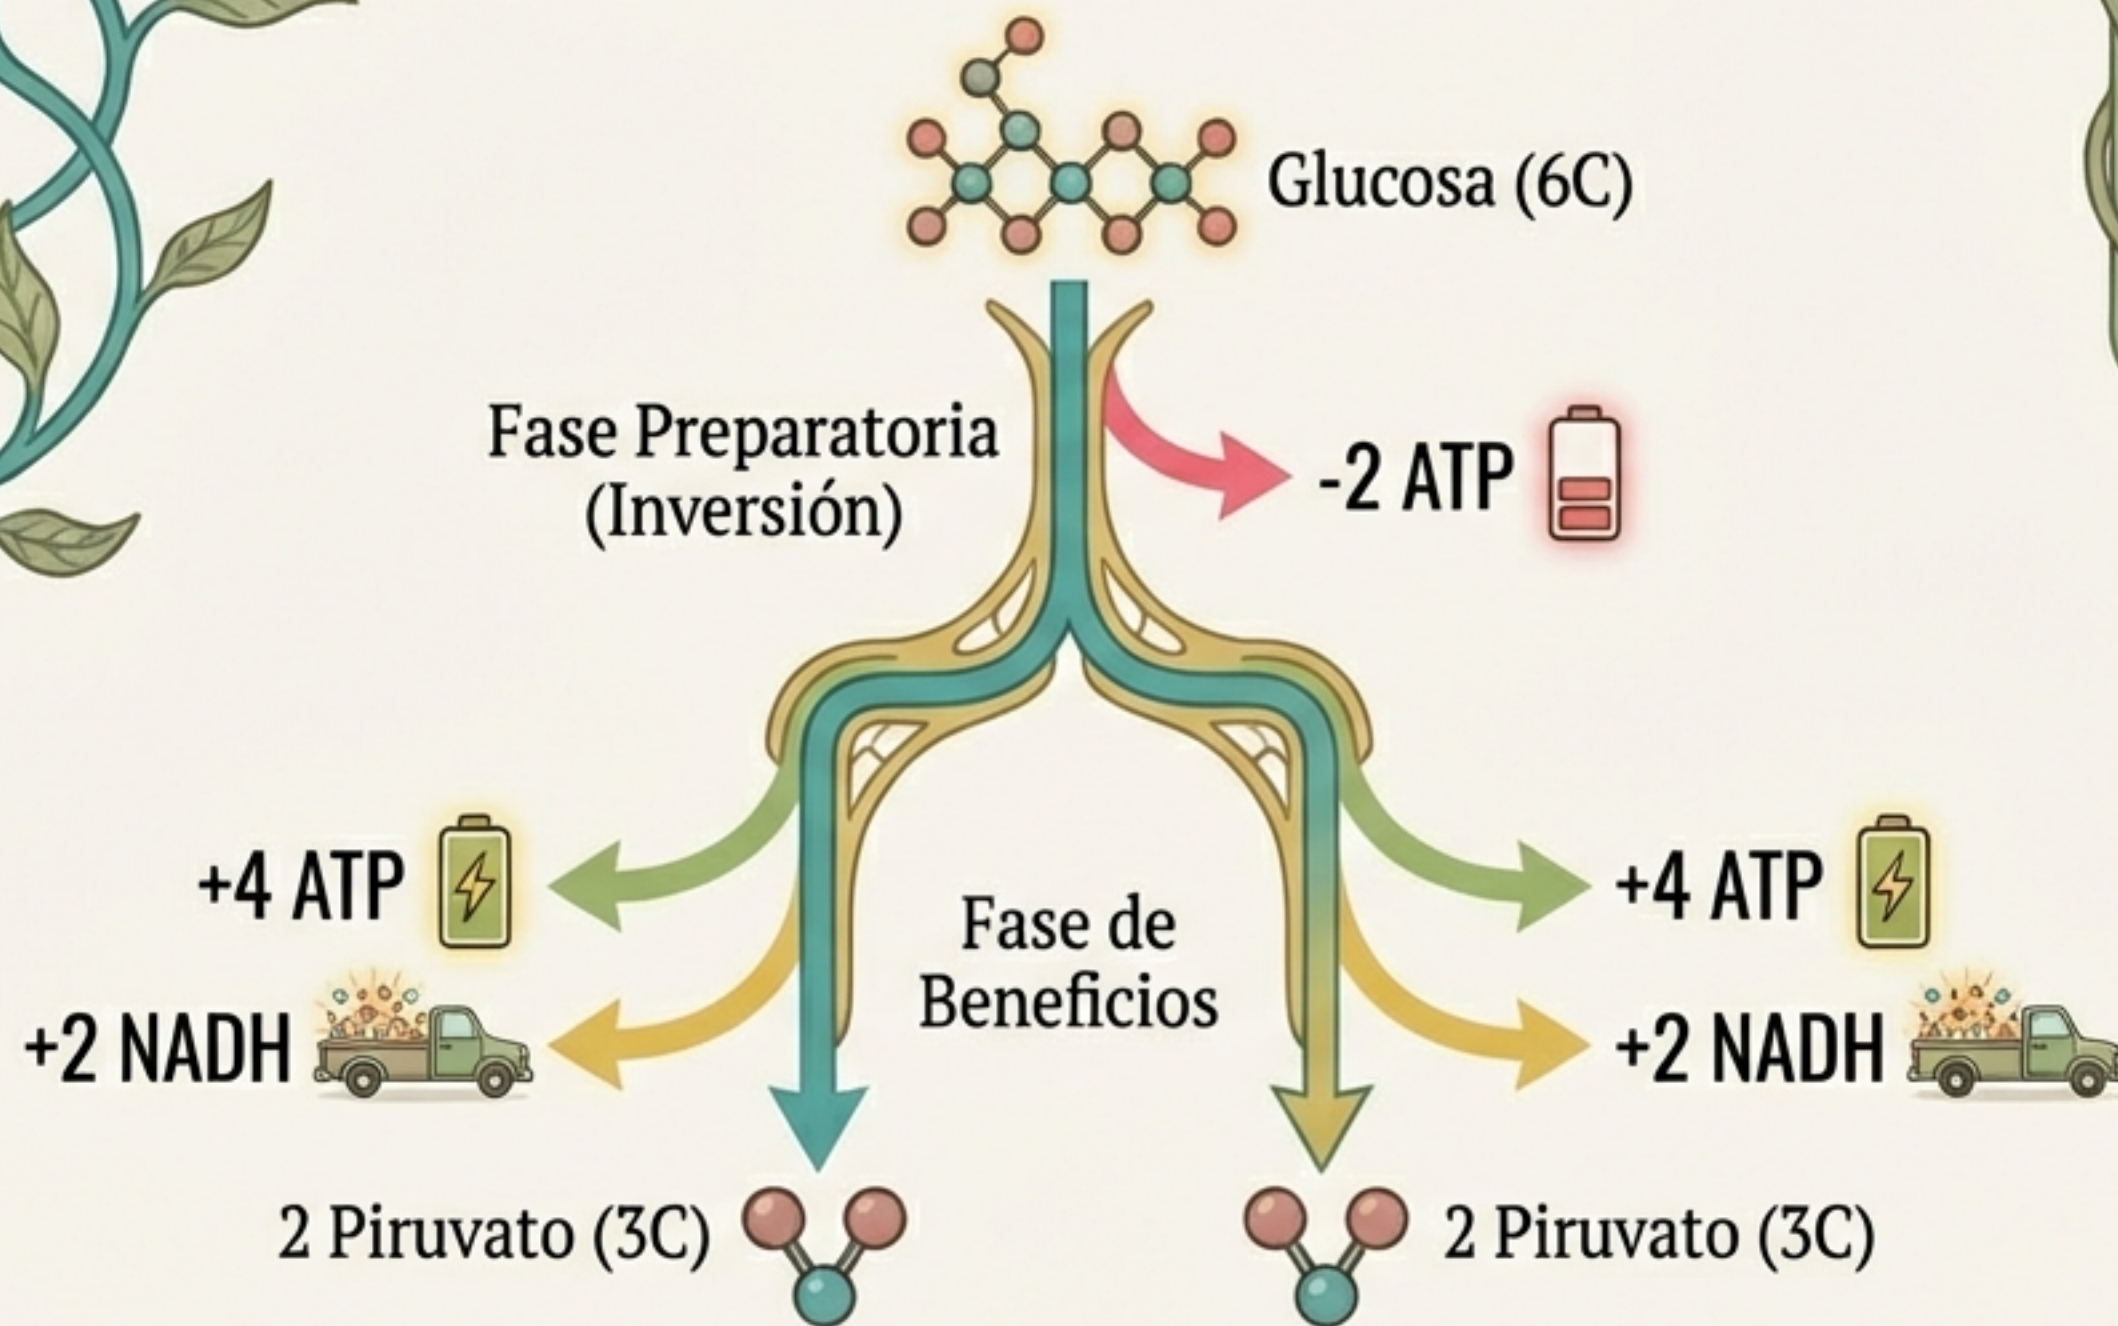 Glucosa (6C)
Fase Preparatoria
(Inversión)
-2 ATP
+4 ATP
+2 NADH
Fase de
Beneficios
+4 ATP
+2 NADH
2 Piruvato (3C)
2 Piruvato (3C)